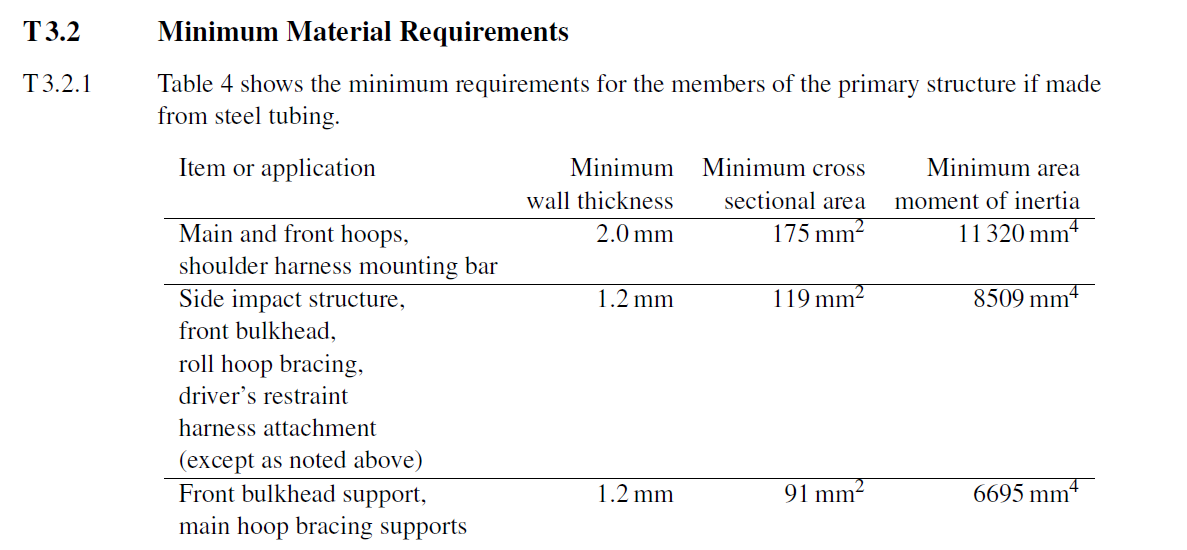 T 3.2 Minimum Material Requirements
T 3.2.1 Table 4 shows the minimum requirements for the members of the primary structure if made
from steel tubing.
Item or application Minimum Minimum cross Minimum area
wall thickness sectional area moment of inertia
Main and front hoops, 2.0 mm 175 mm² 11 320 mm⁴
shoulder harness mounting bar
Side impact structure, 1.2 mm 119 mm² 8509 mm⁴
front bulkhead,
roll hoop bracing,
driver’s restraint
harness attachment
(except as noted above)
Front bulkhead support, 1.2 mm 91 mm² 6695 mm⁴
main hoop bracing supports